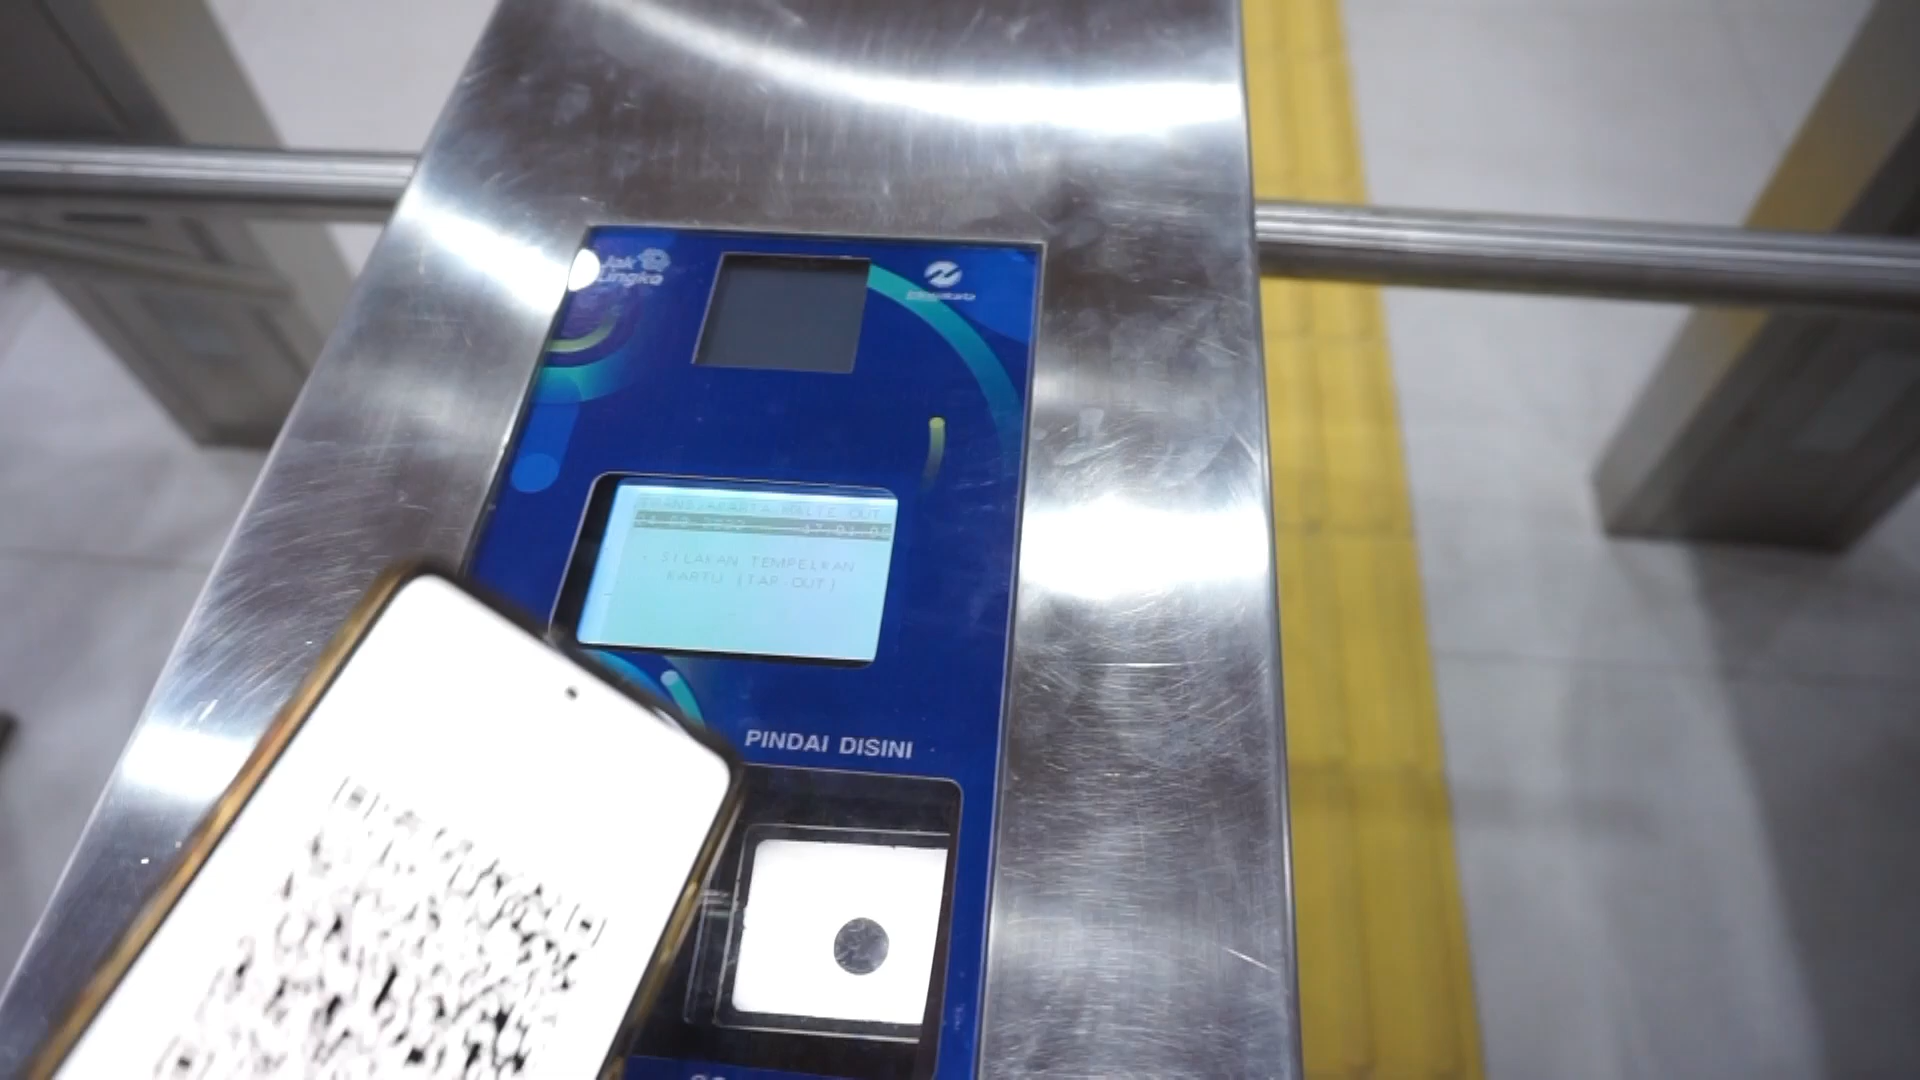 Jak
Lingko
TRANSJAKARTA HALTE OUT
SILAKAN TEMPELKAN
KARTU (TAP OUT)
PINDAI DISINI